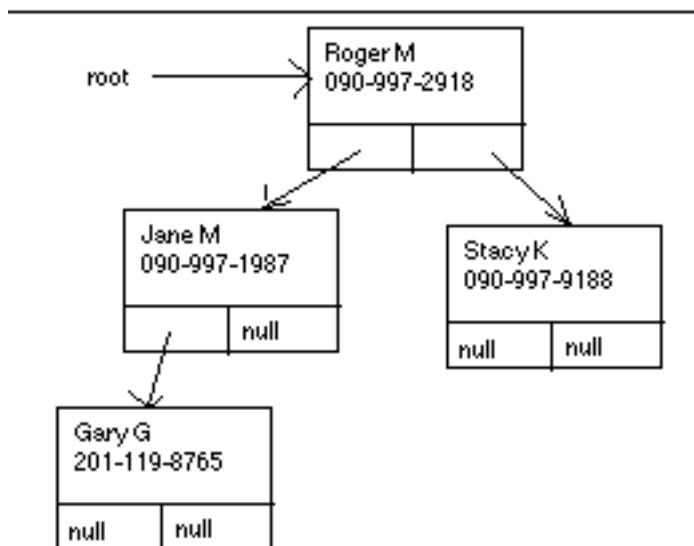 Roger M
090-997-2918
root
Jane M
090-997-1987
null
Stacy K
090-997-9188
null null
Gary G
201-119-8765
null null